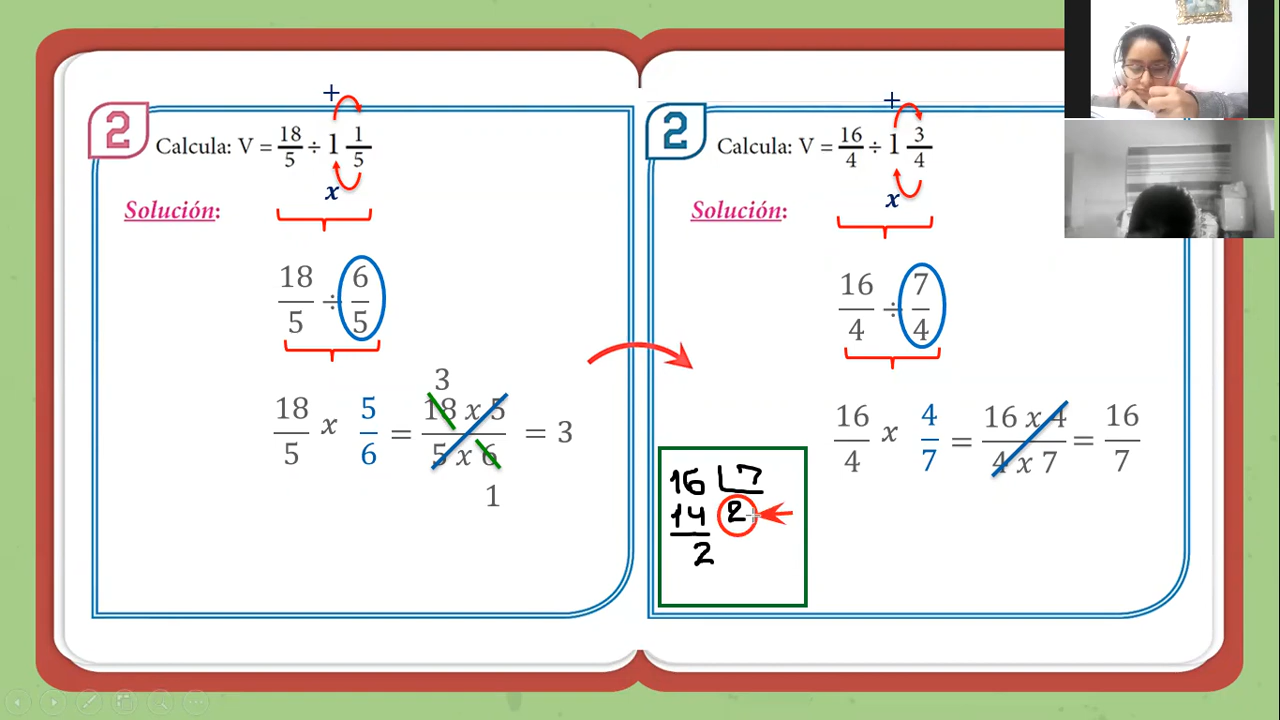 2
Calcula: V = 18/5 ÷ 1 1/5
+
x
Solución:
18/5 ÷ 6/5
18/5 x 5/6 = 18 x 5 / 5 x 6 = 3
3
1
2
Calcula: V = 16/4 ÷ 1 3/4
+
x
Solución:
16/4 ÷ 7/4
16/4 x 4/7 = 16 x 4 / 4 x 7 = 16/7
16 7
14 2
2